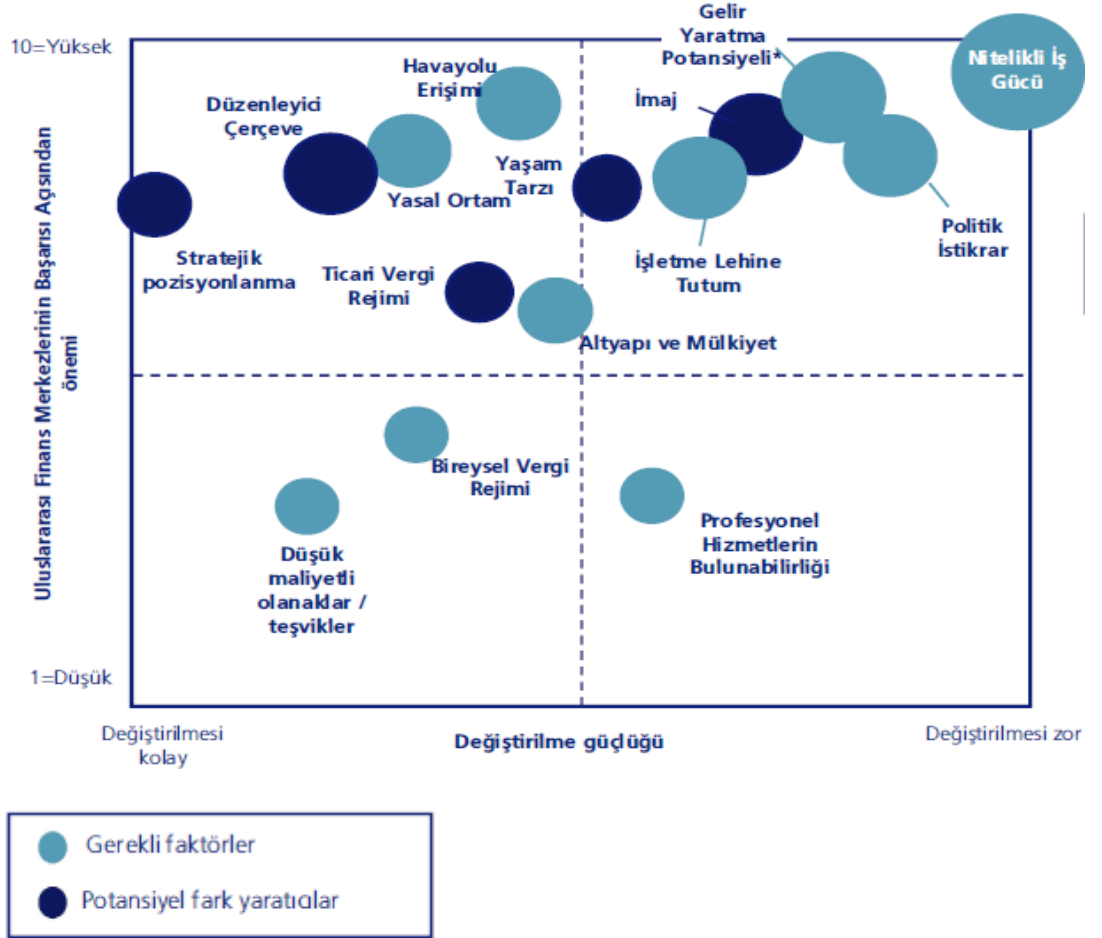 Gelir
Yaratma
Potansiyeli*
10=Yüksek
Nitelikli İş
Gücü
Havayolu
Erişimi
İmaj
Düzenleyici
Çerçeve
Yaşam
Tarzı
Yasal Ortam
Politik
İstikrar
Stratejik
pozisyonlanma
Ticari Vergi
Rejimi
İşletme Lehine
Tutum
Altyapı ve Mülkiyet
Uluslararası Finans Merkezlerinin Başarısı Açısından
önemi
Bireysel Vergi
Rejimi
Profesyonel
Hizmetlerin
Bulunabilirliği
Düşük
maliyetli
olanaklar /
teşvikler
1=Düşük
Değiştirilmesi
kolay
Değiştirilme güçlüğü
Değiştirilmesi zor
Gerekli faktörler
Potansiyel fark yaratıcılar